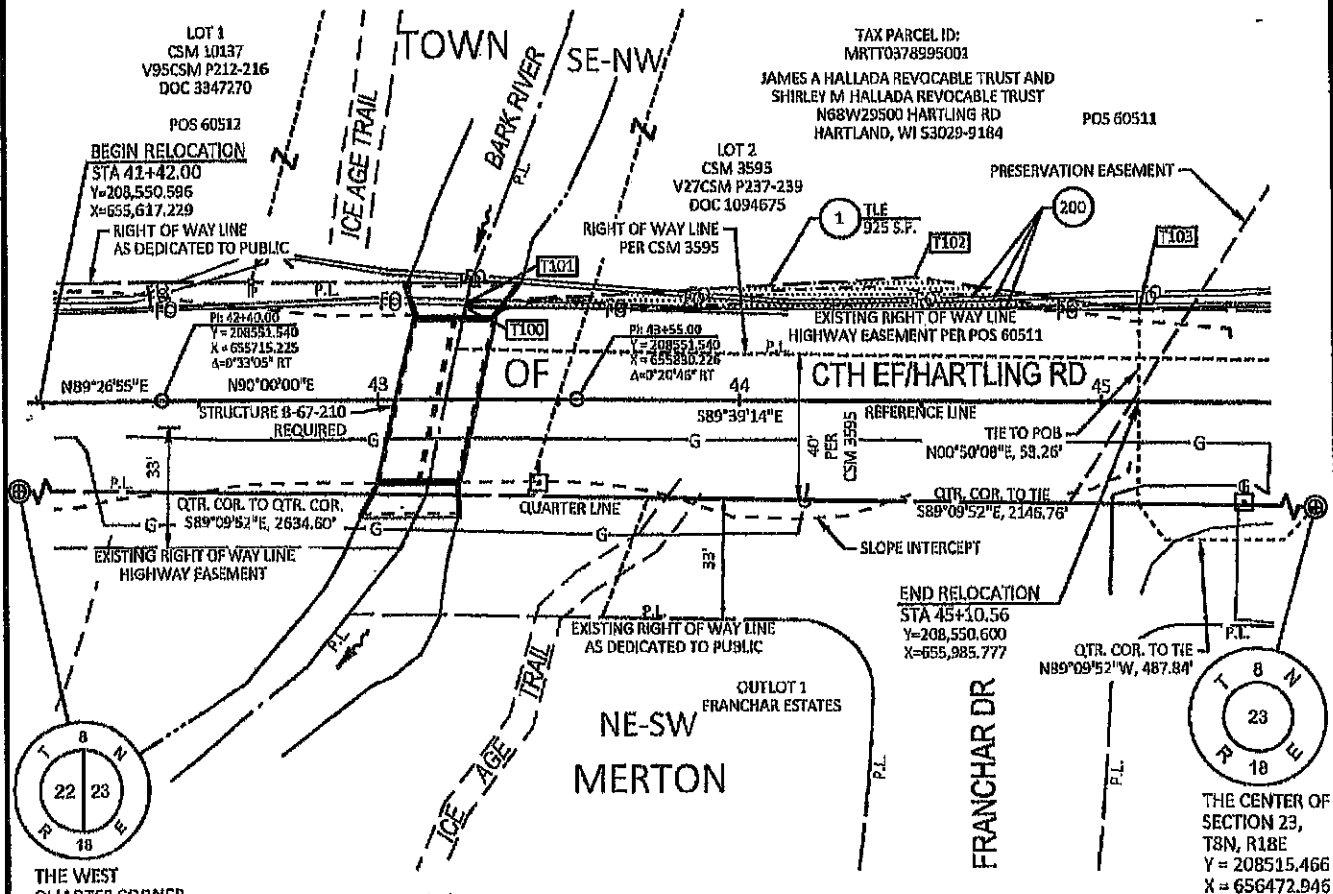 LOT 1
CSM 10137
V95CSM P212-216
DOC 3347270
POS 60512
BEGIN RELOCATION
STA 41+42.00
Y=208,550.596
X=655,617.229
RIGHT OF WAY LINE
AS DEDICATED TO PUBLIC
ICE AGE TRAIL
TOWN
BARK RIVER
P.L.
SE-NW
TAX PARCEL ID:
MRTT0378995001
JAMES A HALLADA REVOCABLE TRUST AND
SHIRLEY M HALLADA REVOCABLE TRUST
N68W29500 HARTLING RD
HARTLAND, WI 53029-9184
POS 60511
LOT 2
CSM 3595
V27CSM P237-239
DOC 1094675
RIGHT OF WAY LINE
PER CSM 3595
1
TLE
925 S.F.
PRESERVATION EASEMENT
200
T101
T102
T103
T100
P.L.
FO
FO
FO
FO
FO
FO
FO
FO
FO
PI: 42+40.00
Y = 208551.540
X = 655715.225
Δ=0°33'05" RT
PI: 43+55.00
Y = 208551.540
X = 655830.226
Δ=0°20'46" RT
EXISTING RIGHT OF WAY LINE
HIGHWAY EASEMENT PER POS 60511
P.L.
N89°26'55"E
N90°00'00"E
43
OF
44
S89°39'14"E
CTH EF/HARTLING RD
45
REFERENCE LINE
STRUCTURE B-67-210
REQUIRED
TIE TO POB
N00°50'08"E, 53.26'
G
G
G
33'
40'
PER
CSM 3595
P.L.
QTR. COR. TO QTR. COR.
S89°09'52"E, 2634.60'
QUARTER LINE
QTR. COR. TO TIE
S89°09'52"E, 2146.76'
G
G
G
G
EXISTING RIGHT OF WAY LINE
HIGHWAY EASEMENT
33'
SLOPE INTERCEPT
END RELOCATION
STA 45+10.56
Y=208,550.600
X=655,985.777
P.L.
P.L.
EXISTING RIGHT OF WAY LINE
AS DEDICATED TO PUBLIC
P.L.
QTR. COR. TO TIE
N89°09'52"W, 487.84'
ICE AGE TRAIL
OUTLOT 1
FRANCHAR ESTATES
NE-SW
MERTON
P.L.
FRANCHAR DR
P.L.
T 8 N
22 23
R 18 E
THE WEST
QUARTER CORNER
T 8 N
23
R 18 E
THE CENTER OF
SECTION 23,
T8N, R18E
Y = 208515.466
X = 656472.946